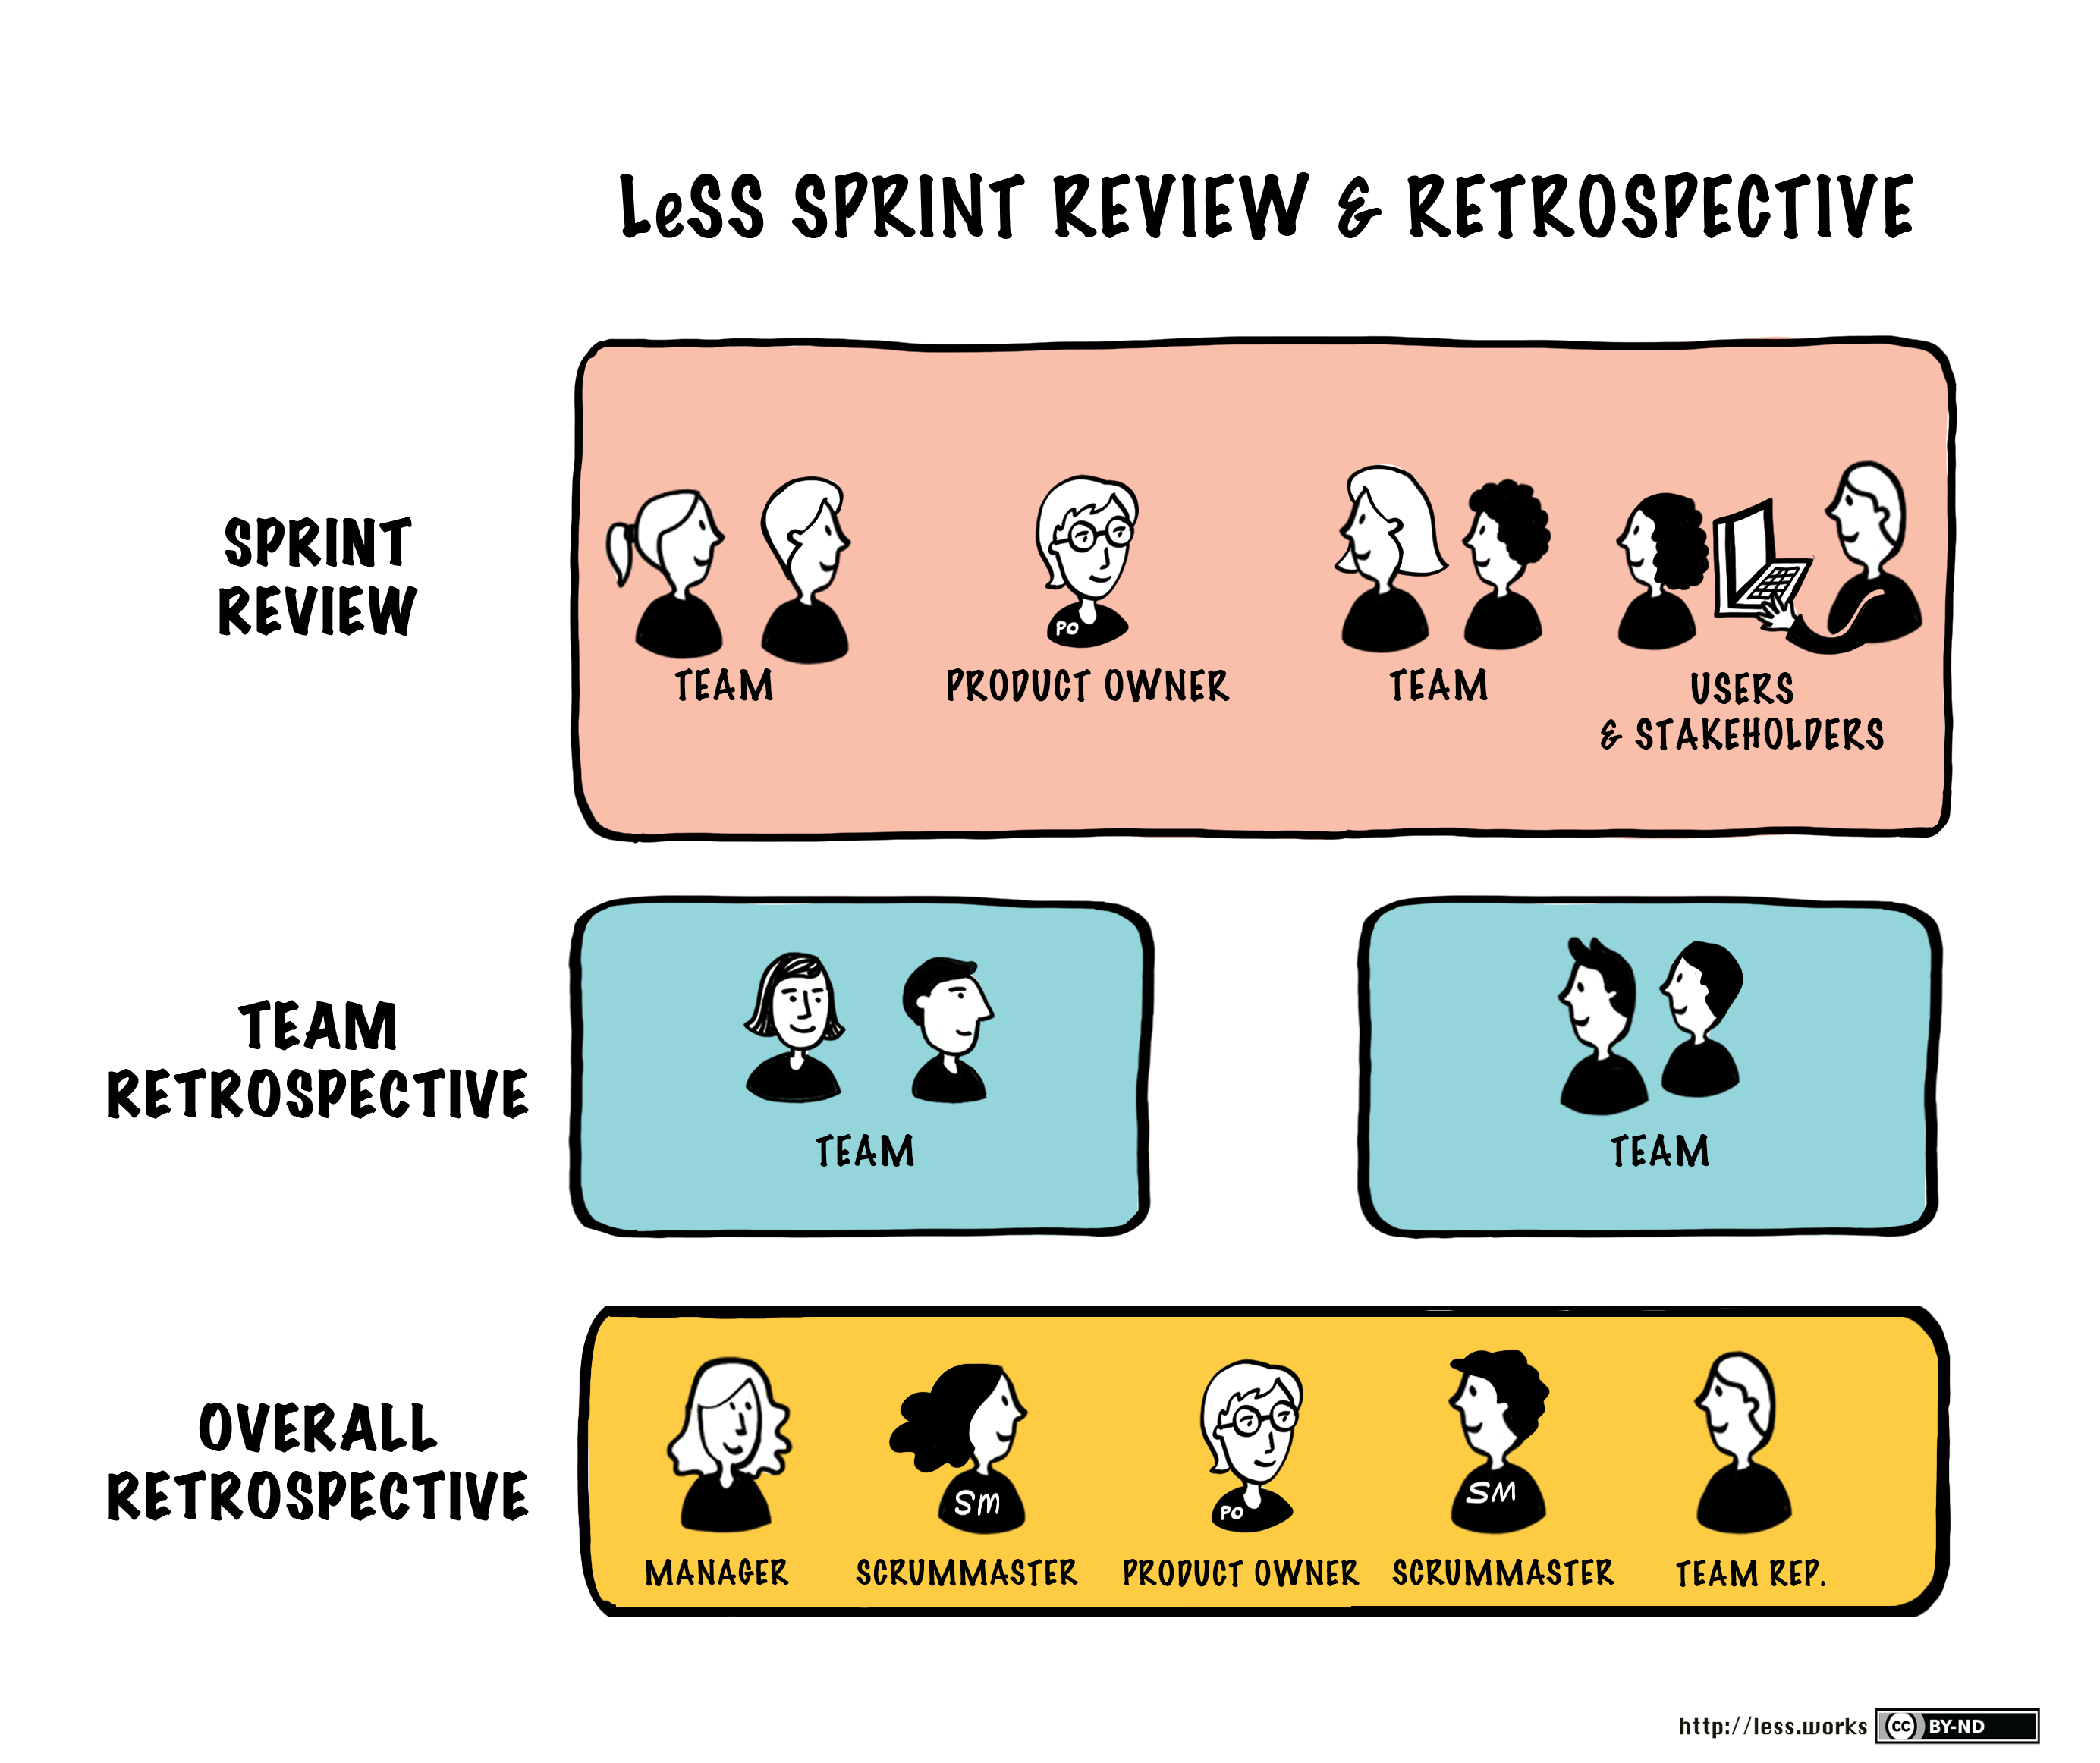 LeSS SPRINT REVIEW & RETROSPECTIVE
SPRINT
REVIEW
PO
TEAM
PRODUCT OWNER
TEAM
USERS
& STAKEHOLDERS
TEAM
RETROSPECTIVE
TEAM
TEAM
OVERALL
RETROSPECTIVE
SM
PO
SM
MANAGER
SCRUMMASTER
PRODUCT OWNER
SCRUMMASTER
TEAM REP.
http://less.works
cc BY-ND